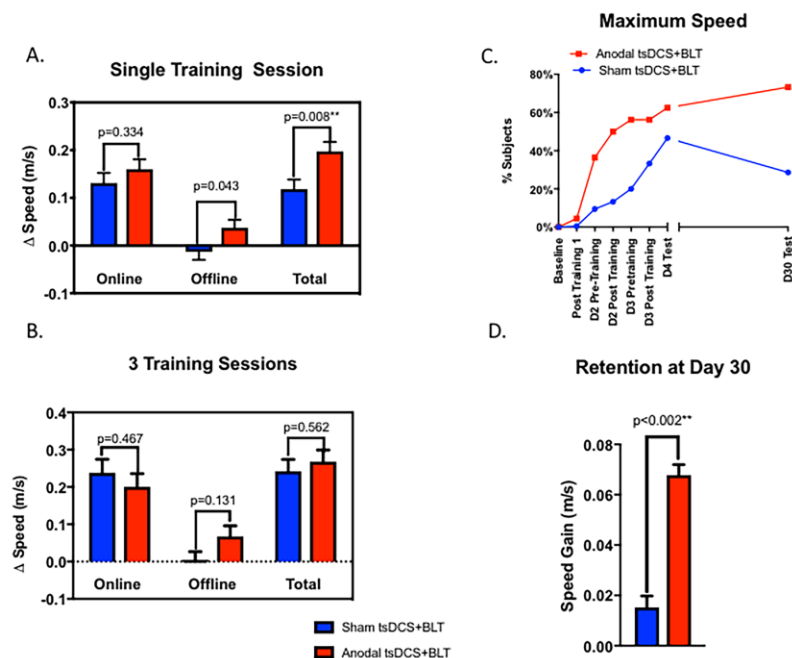 A.
Single Training Session
0.3
0.2
0.1
0.0
-0.1
Δ Speed (m/s)
p=0.334
p=0.043
p=0.008**
Online
Offline
Total
B.
3 Training Sessions
0.4
0.3
0.2
0.1
0.0
-0.1
Δ Speed (m/s)
p=0.467
p=0.131
p=0.562
Online
Offline
Total
Sham tsDCS+BLT
Anodal tsDCS+BLT
Maximum Speed
C.
Anodal tsDCS+BLT
Sham tsDCS+BLT
80%
60%
40%
20%
0%
% Subjects
Baseline
Post Training 1
D2 Pre-Training
D2 Post Training
D3 Pretraining
D3 Post Training
D4 Test
D30 Test
D.
Retention at Day 30
p<0.002**
0.08
0.06
0.04
0.02
0.00
Speed Gain (m/s)